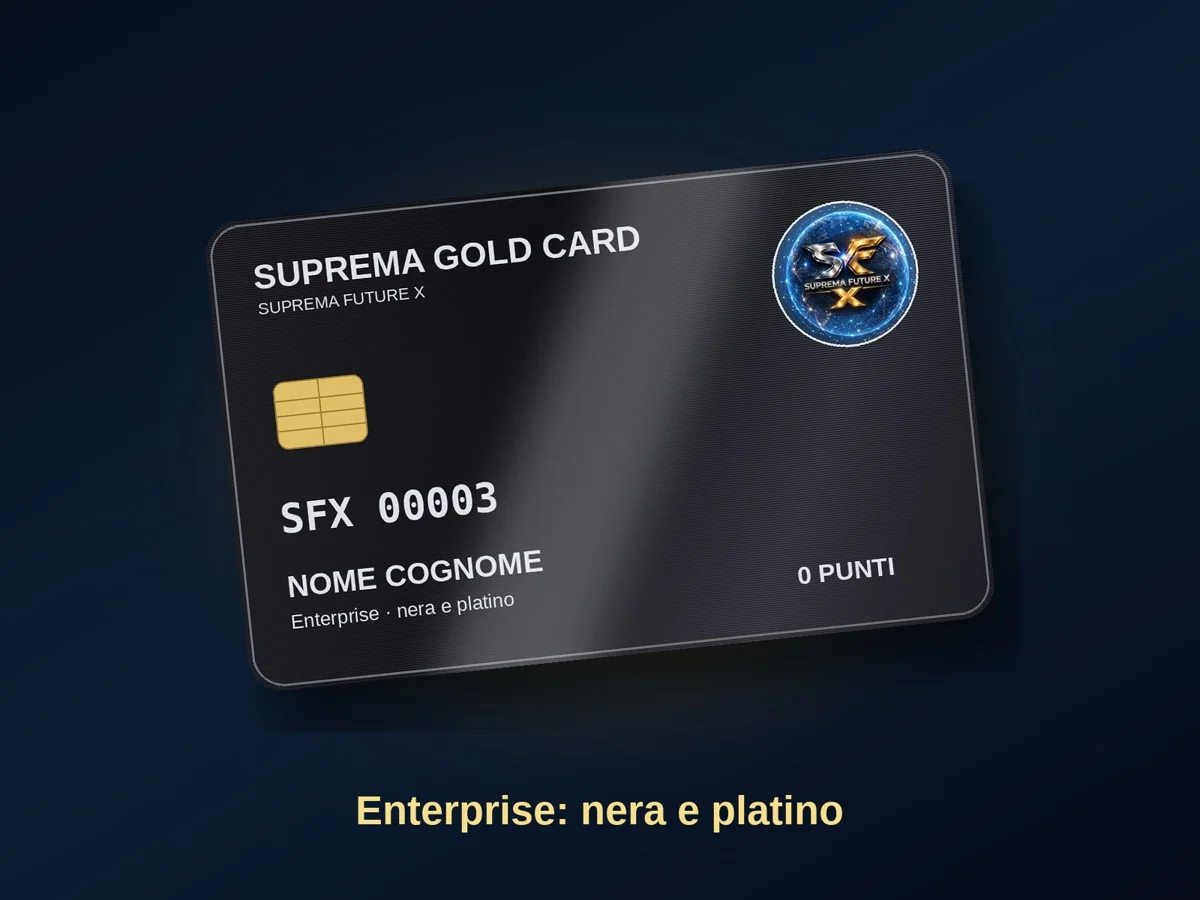 SUPREMA GOLD CARD
SUPREMA FUTURE X
SF
SUPREMA FUTURE X
X
SFX 00003
NOME COGNOME
Enterprise · nera e platino
0 PUNTI
Enterprise: nera e platino